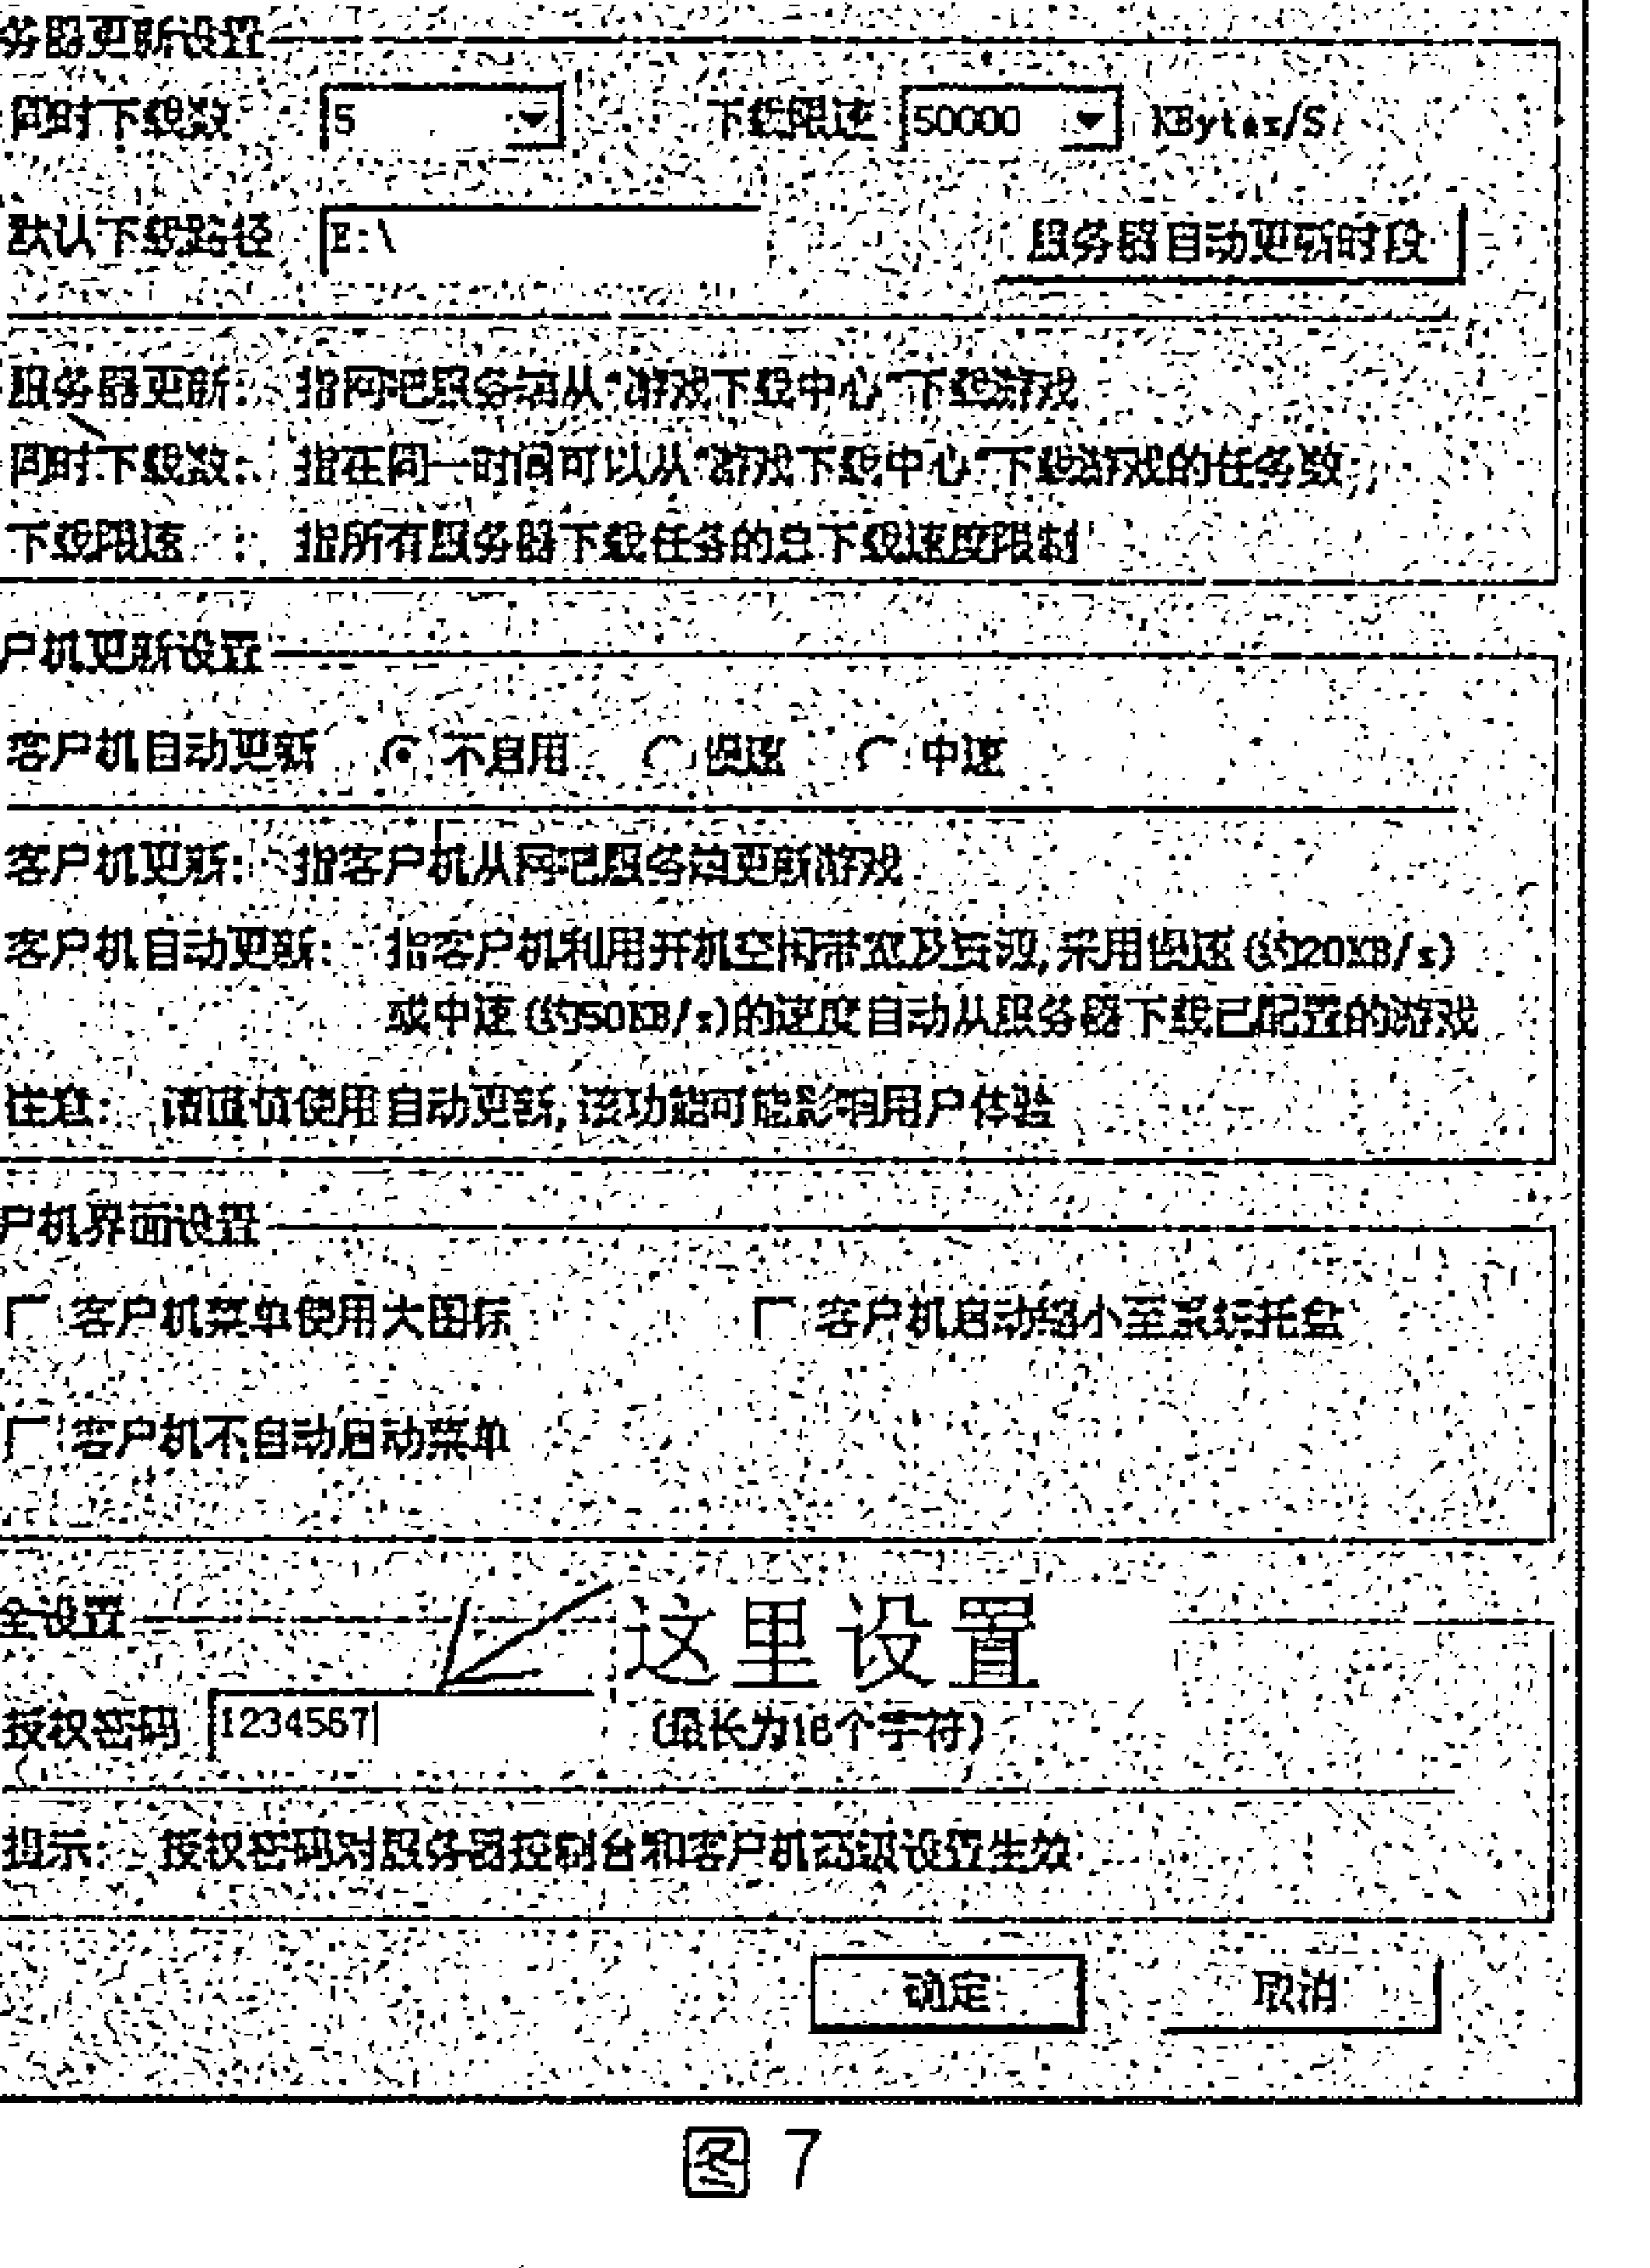 务器更新设置
同时下载数 5 下载限速 50000 KBytes/S
默认下载路径 E:\ 服务器自动更新时段
服务器更新: 指网吧服务端从"游戏下载中心"下载游戏
同时下载数: 指在同一时间可以从"游戏下载中心"下载游戏的任务数
下载限速 : 指所有服务器下载任务的总下载速度限制
户机更新设置
客户机自动更新 不启用 慢速 中速
客户机更新: 指客户机从网吧服务端更新游戏
客户机自动更新: 指客户机利用开机空闲带宽及资源,采用慢速(约20KB/s)
或中速(约50KB/s)的速度自动从服务器下载已配置的游戏
注意: 请谨慎使用自动更新,该功能可能影响用户体验
户机界面设置
客户机菜单使用大图标 客户机启动缩小至系统托盘
客户机不自动启动菜单
全设置 这里设置
授权密码 1234567 (最长为16个字符)
提示: 授权密码对服务器控制台和客户机高级设置生效
确定 取消
图 7